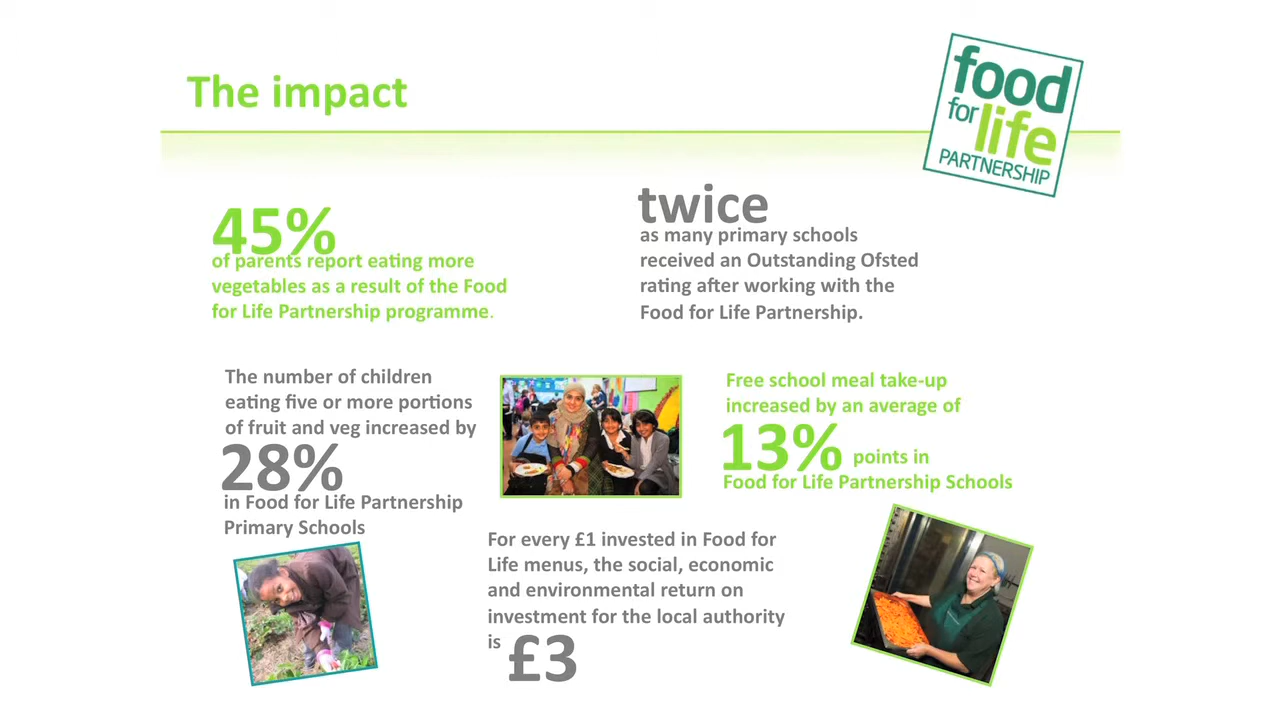 The impact
food
for life
PARTNERSHIP
45%
of parents report eating more
vegetables as a result of the Food
for Life Partnership programme.
twice
as many primary schools
received an Outstanding Ofsted
rating after working with the
Food for Life Partnership.
The number of children
eating five or more portions
of fruit and veg increased by
28%
in Food for Life Partnership
Primary Schools
Free school meal take-up
increased by an average of
13% points in
Food for Life Partnership Schools
For every £1 invested in Food for
Life menus, the social, economic
and environmental return on
investment for the local authority
is £3